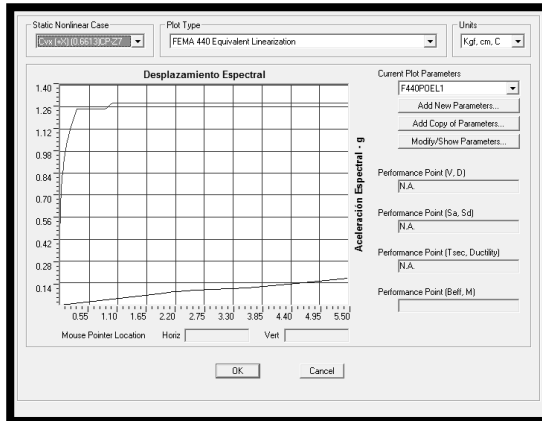 Static Nonlinear Case
Cvx (+X) (0.6613)CP-Z7
Plot Type
FEMA 440 Equivalent Linearization
Units
Kgf, cm, C
Desplazamiento Espectral
Aceleración Espectral - g
1.40
1.26
1.12
0.98
0.84
0.70
0.56
0.42
0.28
0.14
0.55 1.10 1.65 2.20 2.75 3.30 3.85 4.40 4.95 5.50
Mouse Pointer Location Horiz Vert
Current Plot Parameters
F440POEL1
Add New Parameters...
Add Copy of Parameters...
Modify/Show Parameters...
Performance Point (V, D)
N.A.
Performance Point (Sa, Sd)
N.A.
Performance Point (Tsec, Ductility)
N.A.
Performance Point (Beff, M)
OK
Cancel